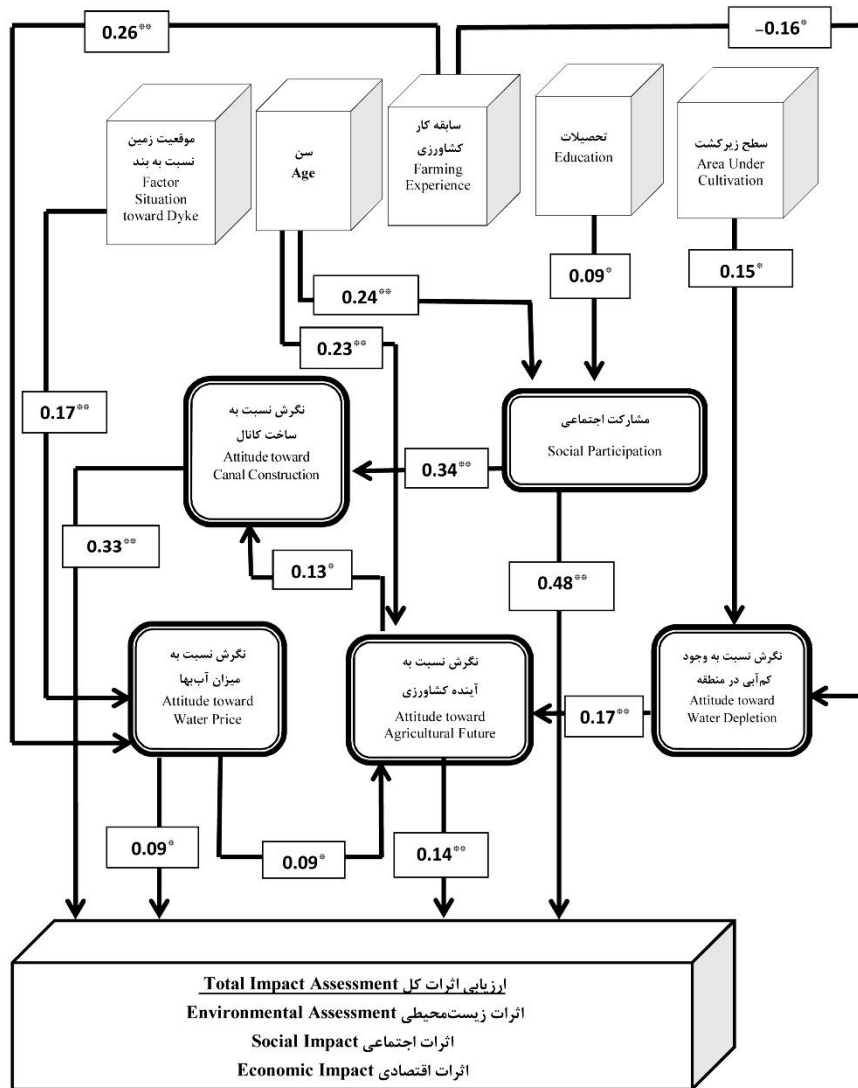 0.26**
–0.16*
موقعیت زمین
نسبت به بند
Factor
Situation
toward Dyke
سن
Age
سابقه کار
کشاورزی
Farming
Experience
تحصیلات
Education
سطح زیرکشت
Area Under
Cultivation
0.24**
0.09*
0.15*
0.23**
0.17**
نگرش نسبت به
ساخت کانال
Attitude toward
Canal Construction
مشارکت اجتماعی
Social Participation
0.34**
0.33**
0.13*
0.48**
نگرش نسبت به
میزان آب‌بها
Attitude toward
Water Price
نگرش نسبت به
آینده کشاورزی
Attitude toward
Agricultural Future
نگرش نسبت به وجود
کم‌آبی در منطقه
Attitude toward
Water Depletion
0.17**
0.09*
0.09*
0.14**
ارزیابی اثرات کل Total Impact Assessment
اثرات زیست‌محیطی Environmental Assessment
اثرات اجتماعی Social Impact
اثرات اقتصادی Economic Impact